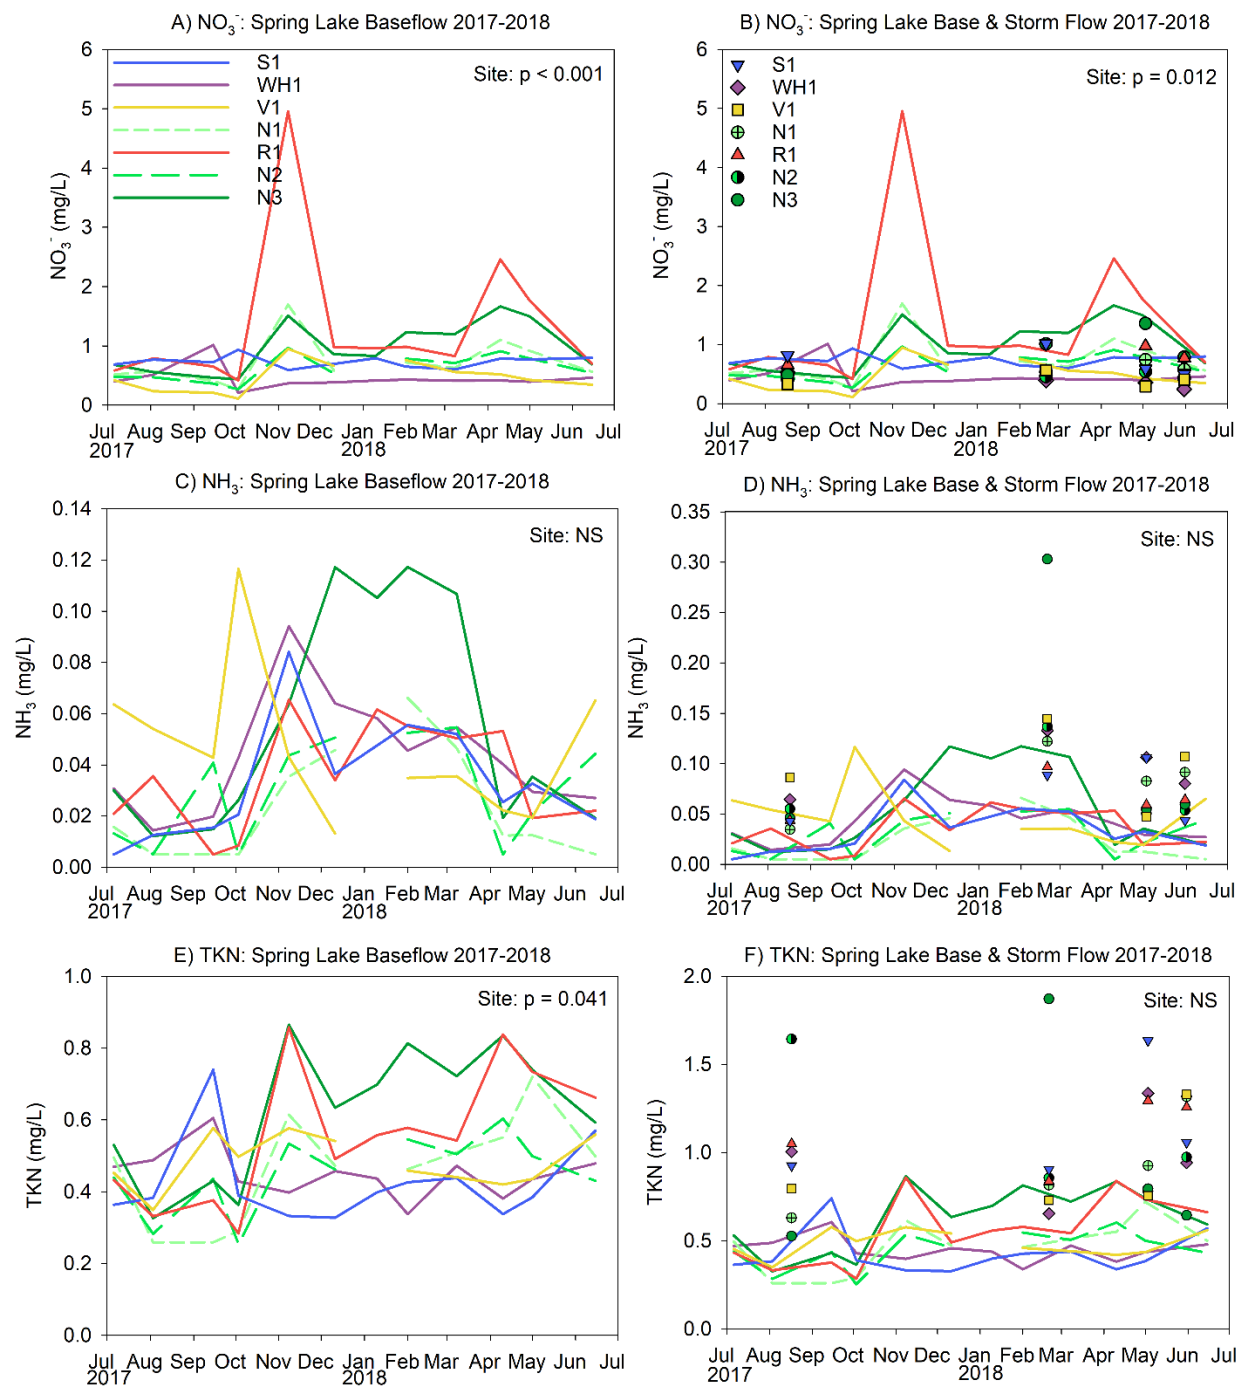 A) NO₃⁻: Spring Lake Baseflow 2017-2018
6
5
4
3
2
1
0
NO₃⁻ (mg/L)
S1
WH1
V1
N1
R1
N2
N3
Site: p < 0.001
Jul Aug Sep Oct Nov Dec Jan Feb Mar Apr May Jun Jul
2017 2018
B) NO₃⁻: Spring Lake Base & Storm Flow 2017-2018
6
5
4
3
2
1
0
NO₃⁻ (mg/L)
S1
WH1
V1
N1
R1
N2
N3
Site: p = 0.012
Jul Aug Sep Oct Nov Dec Jan Feb Mar Apr May Jun Jul
2017 2018
C) NH₃: Spring Lake Baseflow 2017-2018
0.14
0.12
0.10
0.08
0.06
0.04
0.02
0.00
NH₃ (mg/L)
Site: NS
Jul Aug Sep Oct Nov Dec Jan Feb Mar Apr May Jun Jul
2017 2018
D) NH₃: Spring Lake Base & Storm Flow 2017-2018
0.35
0.30
0.25
0.20
0.15
0.10
0.05
0.00
NH₃ (mg/L)
Site: NS
Jul Aug Sep Oct Nov Dec Jan Feb Mar Apr May Jun Jul
2017 2018
E) TKN: Spring Lake Baseflow 2017-2018
1.0
0.8
0.6
0.4
0.2
0.0
TKN (mg/L)
Site: p = 0.041
Jul Aug Sep Oct Nov Dec Jan Feb Mar Apr May Jun Jul
2017 2018
F) TKN: Spring Lake Base & Storm Flow 2017-2018
2.0
1.5
1.0
0.5
0.0
TKN (mg/L)
Site: NS
Jul Aug Sep Oct Nov Dec Jan Feb Mar Apr May Jun Jul
2017 2018